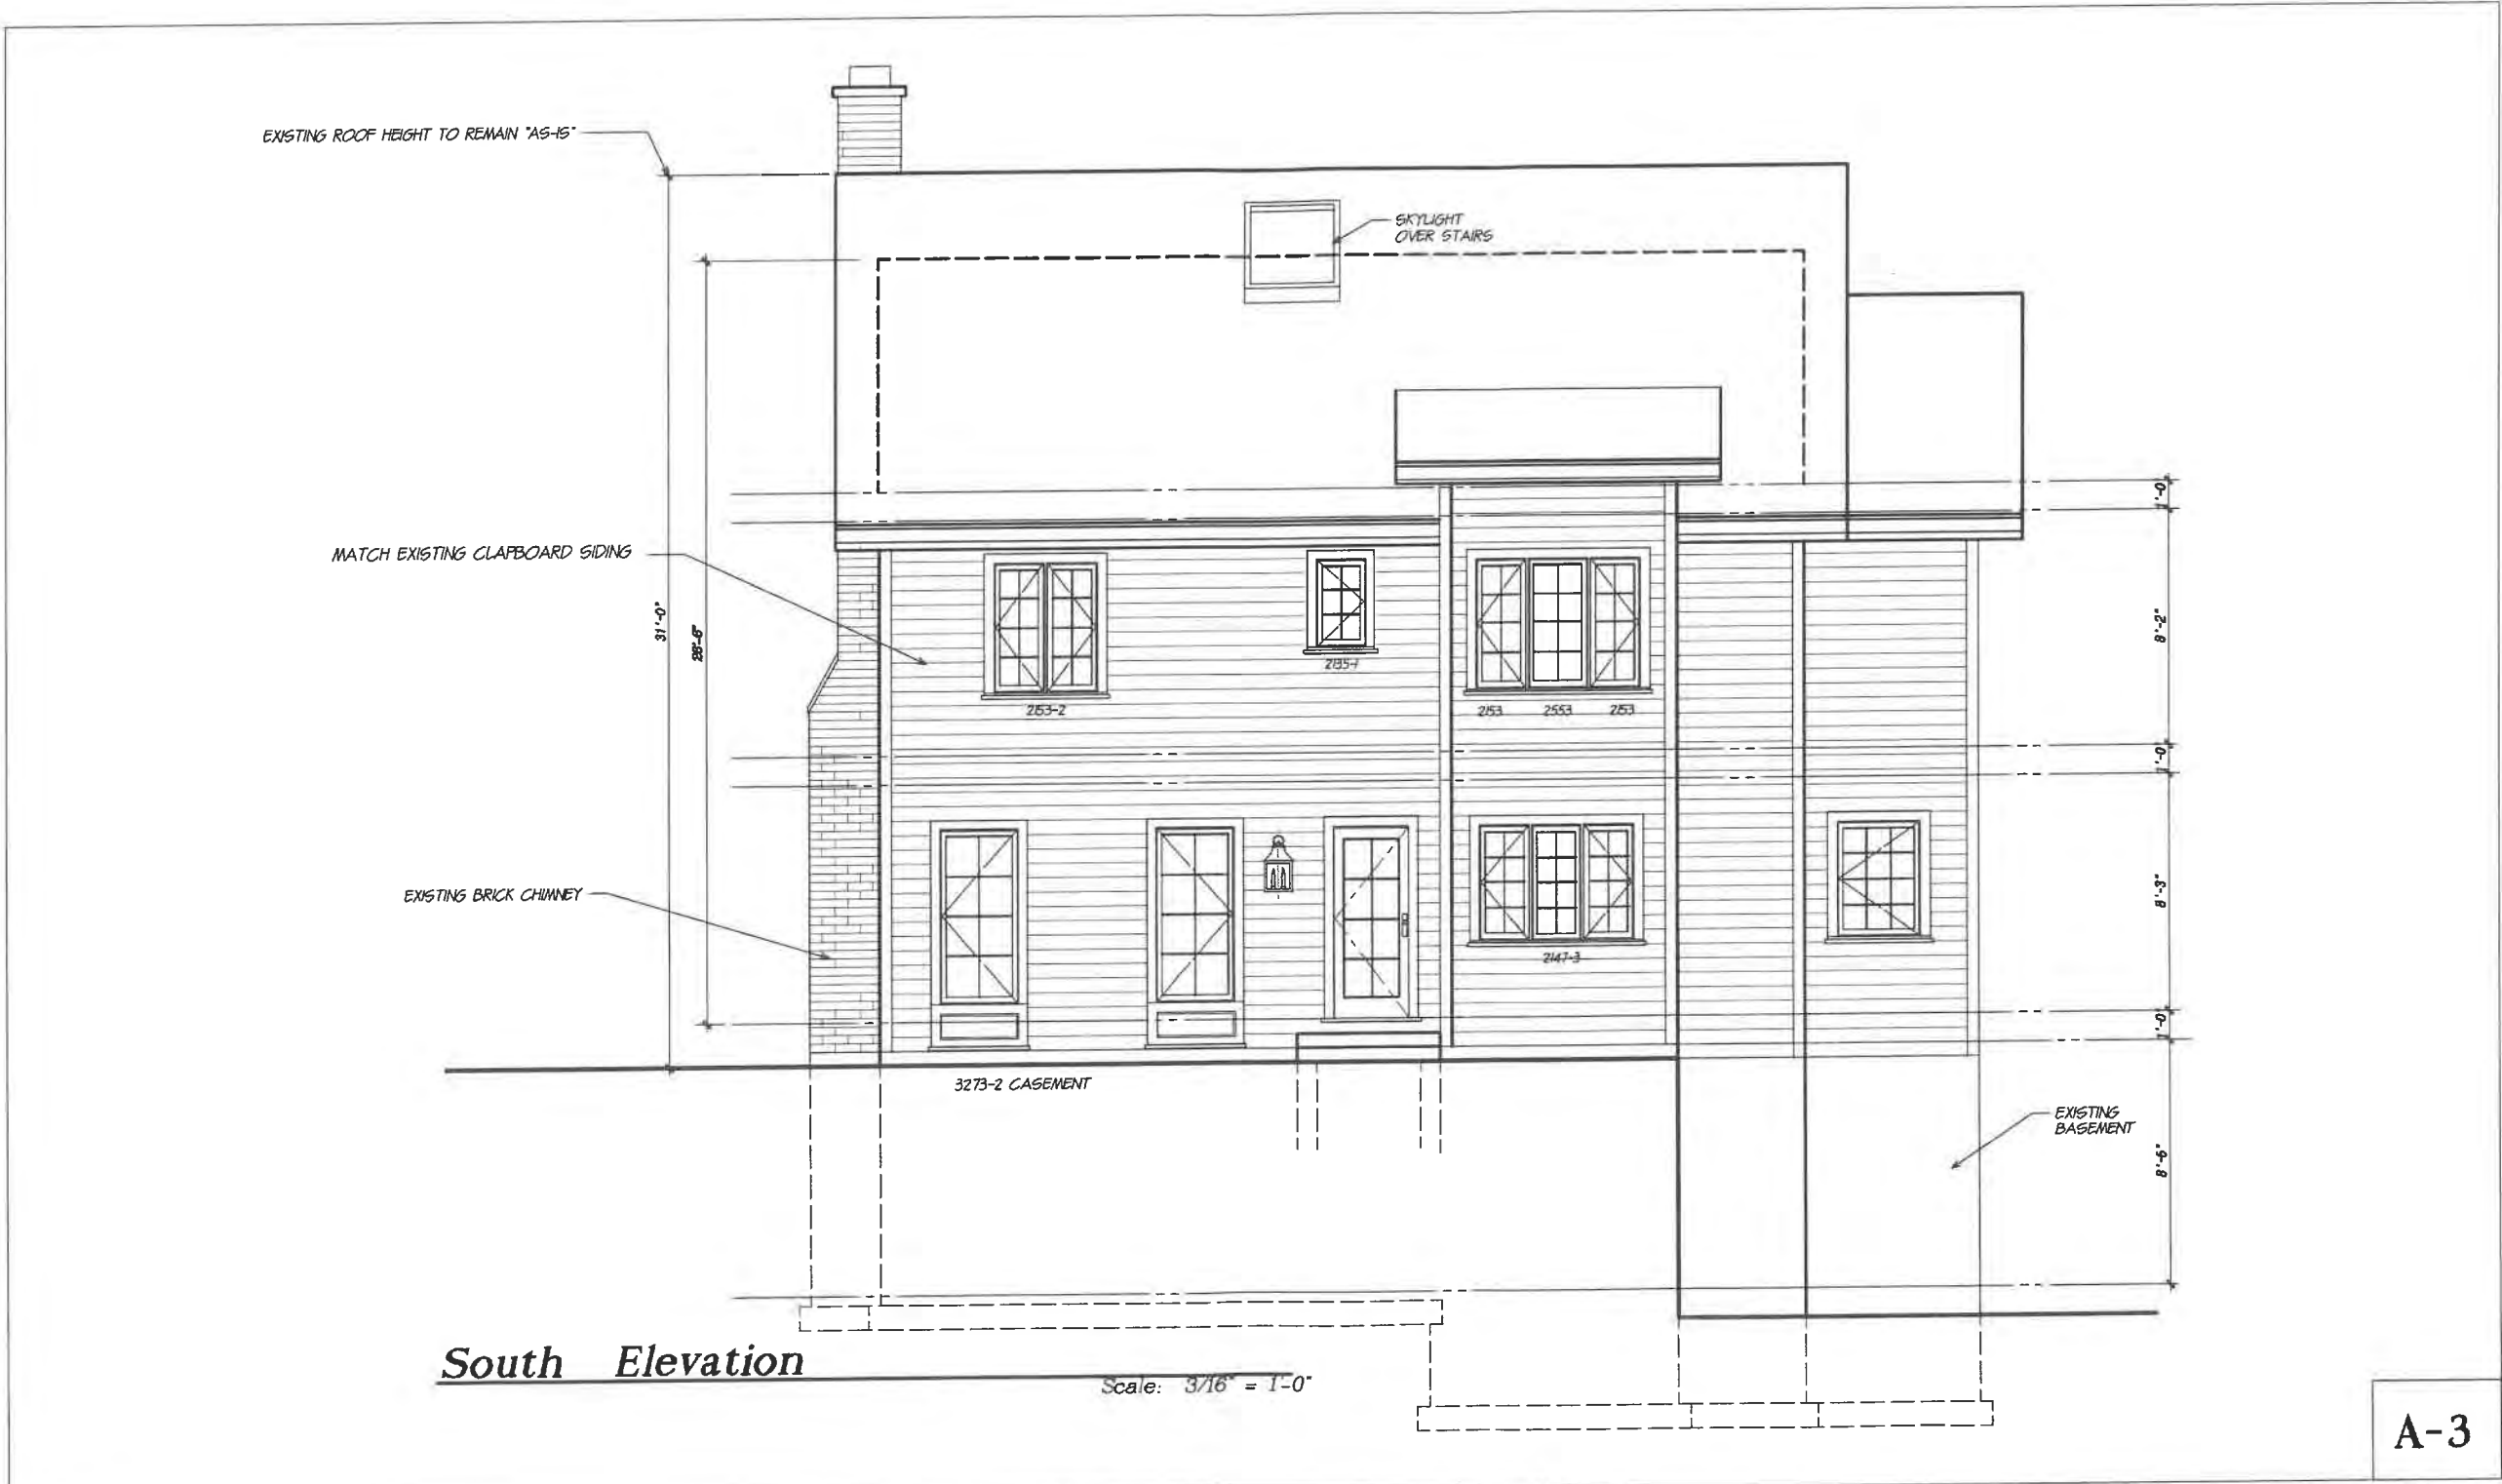 EXISTING ROOF HEIGHT TO REMAIN "AS-IS"
SKYLIGHT
OVER STAIRS
MATCH EXISTING CLAPBOARD SIDING
31'-0"
1'-0"
8'-2"
2153-2
2135-1
2153 2553 2153
1'-0"
EXISTING BRICK CHIMNEY
8'-3"
2147-3
1'-0"
3273-2 CASEMENT
EXISTING
BASEMENT
8'-6"
South Elevation
Scale: 3/16" = 1'-0"
A-3